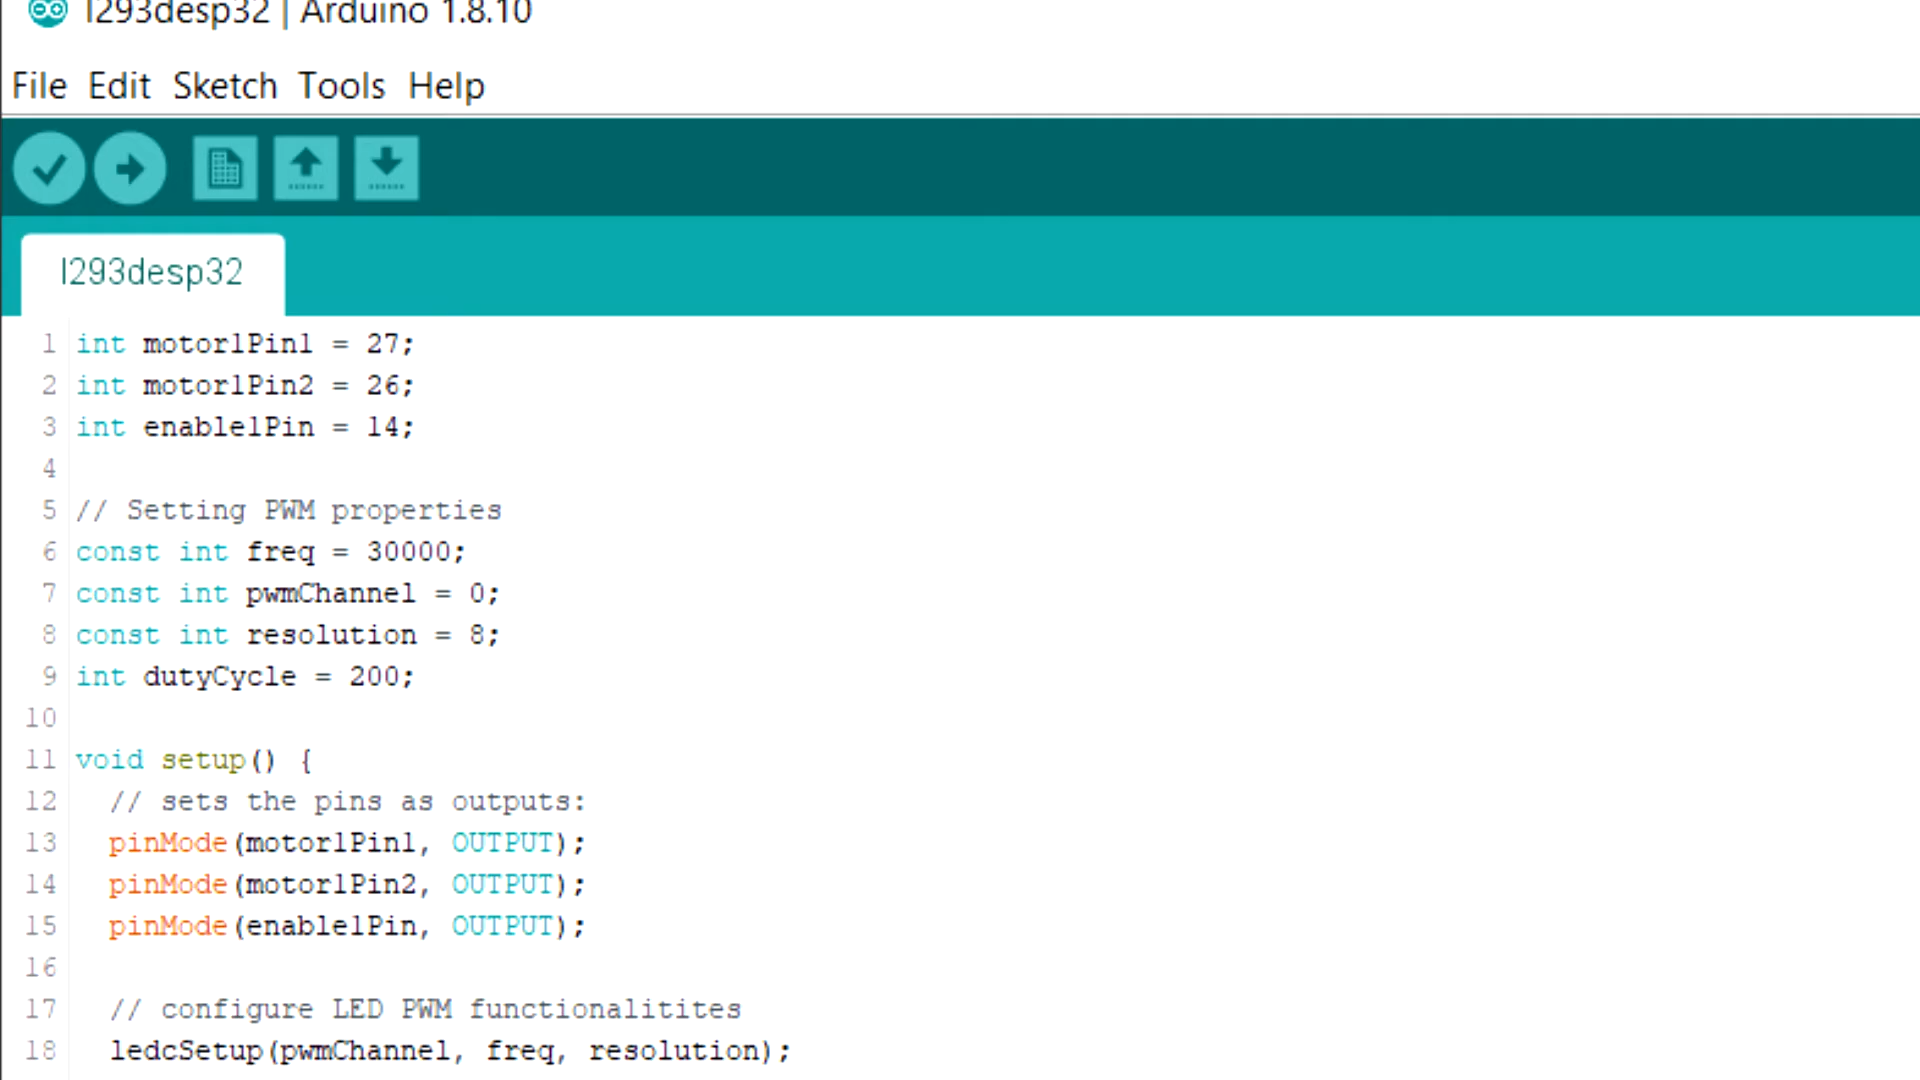 l293desp32 | Arduino 1.8.10
File Edit Sketch Tools Help
l293desp32
1 int motor1Pin1 = 27;
2 int motor1Pin2 = 26;
3 int enable1Pin = 14;
4
5 // Setting PWM properties
6 const int freq = 30000;
7 const int pwmChannel = 0;
8 const int resolution = 8;
9 int dutyCycle = 200;
10
11 void setup() {
12 // sets the pins as outputs:
13 pinMode(motor1Pin1, OUTPUT);
14 pinMode(motor1Pin2, OUTPUT);
15 pinMode(enable1Pin, OUTPUT);
16
17 // configure LED PWM functionalitites
18 ledcSetup(pwmChannel, freq, resolution);